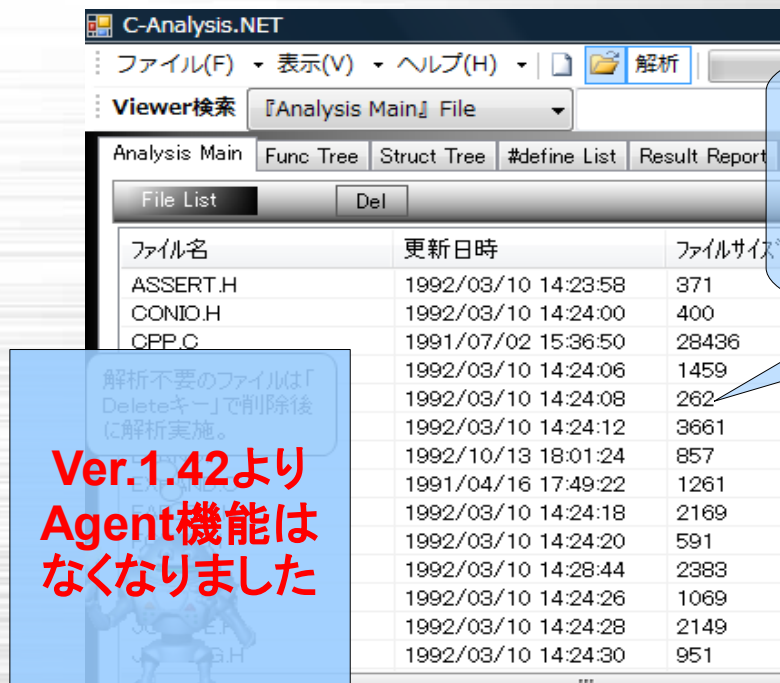 C-Analysis.NET
ファイル(F) 表示(V) ヘルプ(H) 解析
Viewer検索 『Analysis Main』 File
Analysis Main Func Tree Struct Tree #define List Result Report
File List Del
ファイル名 更新日時 ファイルサイズ
ASSERT.H 1992/03/10 14:23:58 371
CONIO.H 1992/03/10 14:24:00 400
CPP.C 1991/07/02 15:36:50 28436
1992/03/10 14:24:06 1459
1992/03/10 14:24:08 262
1992/03/10 14:24:12 3661
1992/10/13 18:01:24 857
1991/04/16 17:49:22 1261
1992/03/10 14:24:18 2169
1992/03/10 14:24:20 591
1992/03/10 14:28:44 2383
1992/03/10 14:24:26 1069
1992/03/10 14:24:28 2149
1992/03/10 14:24:30 951
解析不要のファイルは「
Deleteキー」で削除後
に解析実施。
Ver.1.42より
Agent機能は
なくなりました